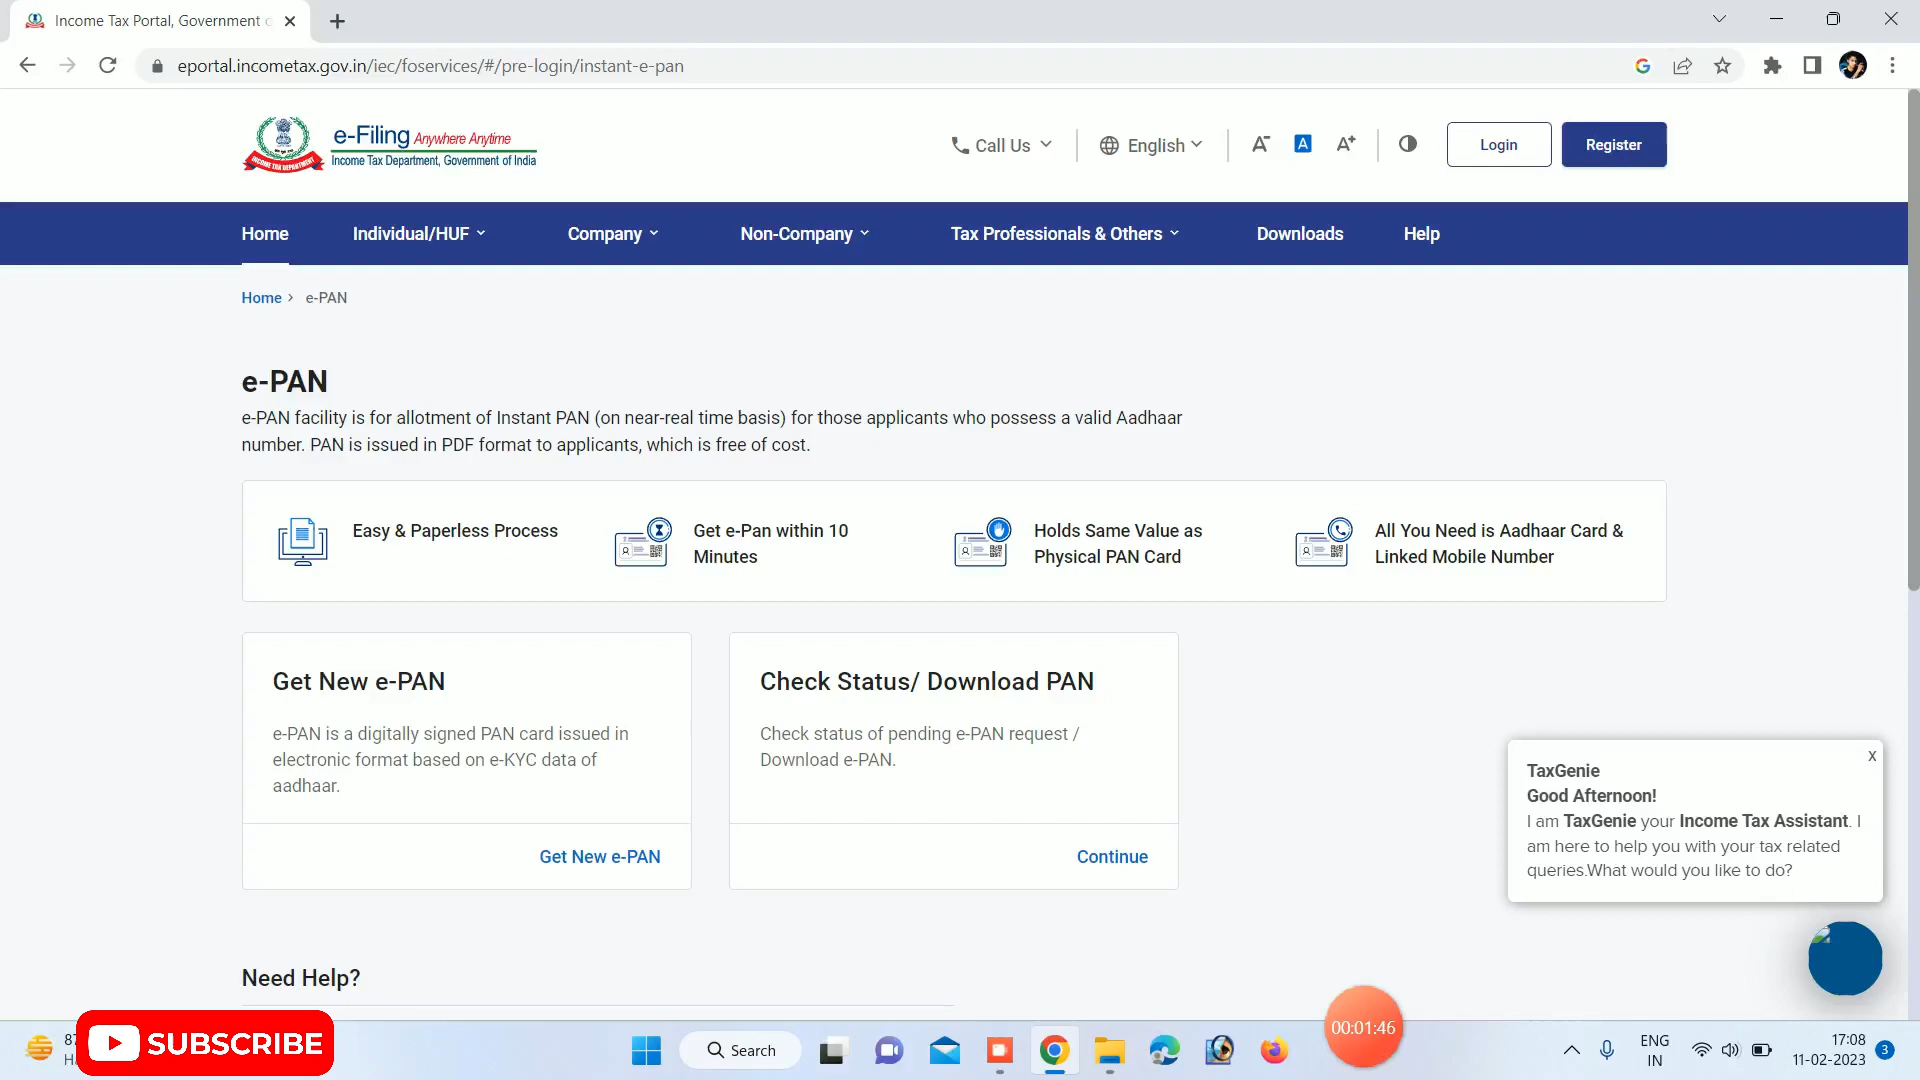 Income Tax Portal, Government
eportal.incometax.gov.in/iec/foservices/#/pre-login/instant-e-pan
e-Filing Anywhere Anytime
Income Tax Department, Government of India
INCOME TAX DEPARTMENT
Call Us
English
A-
A
A+
Login
Register
Home
Individual/HUF
Company
Non-Company
Tax Professionals & Others
Downloads
Help
Home > e-PAN
e-PAN
e-PAN facility is for allotment of Instant PAN (on near-real time basis) for those applicants who possess a valid Aadhaar
number. PAN is issued in PDF format to applicants, which is free of cost.
Easy & Paperless Process
Get e-Pan within 10
Minutes
Holds Same Value as
Physical PAN Card
All You Need is Aadhaar Card &
Linked Mobile Number
Get New e-PAN
e-PAN is a digitally signed PAN card issued in
electronic format based on e-KYC data of
aadhaar.
Get New e-PAN
Check Status/ Download PAN
Check status of pending e-PAN request /
Download e-PAN.
Continue
X
TaxGenie
Good Afternoon!
I am TaxGenie your Income Tax Assistant. I
am here to help you with your tax related
queries.What would you like to do?
Need Help?
SUBSCRIBE
Search
00:01:46
ENG
IN
17:08
11-02-2023
3